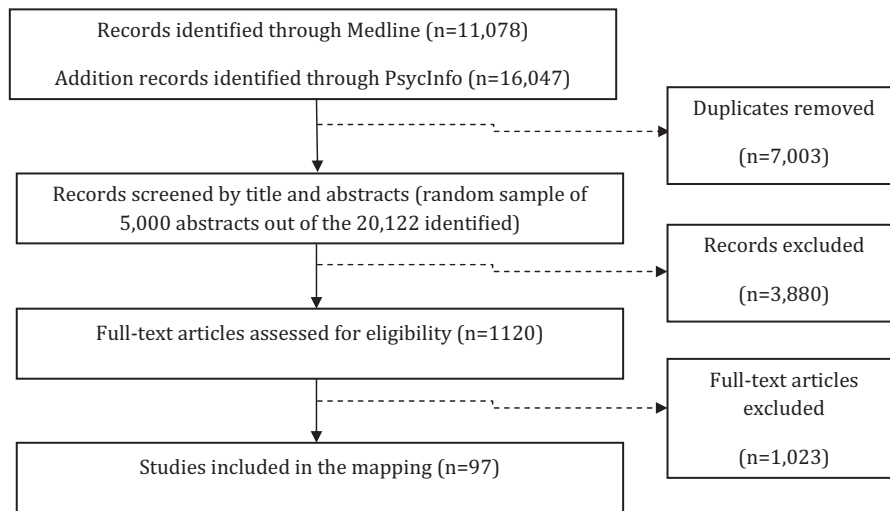 Records identified through Medline (n=11,078)
Addition records identified through PsycInfo (n=16,047)
Duplicates removed
(n=7,003)
Records screened by title and abstracts (random sample of
5,000 abstracts out of the 20,122 identified)
Records excluded
(n=3,880)
Full-text articles assessed for eligibility (n=1120)
Full-text articles
excluded
(n=1,023)
Studies included in the mapping (n=97)